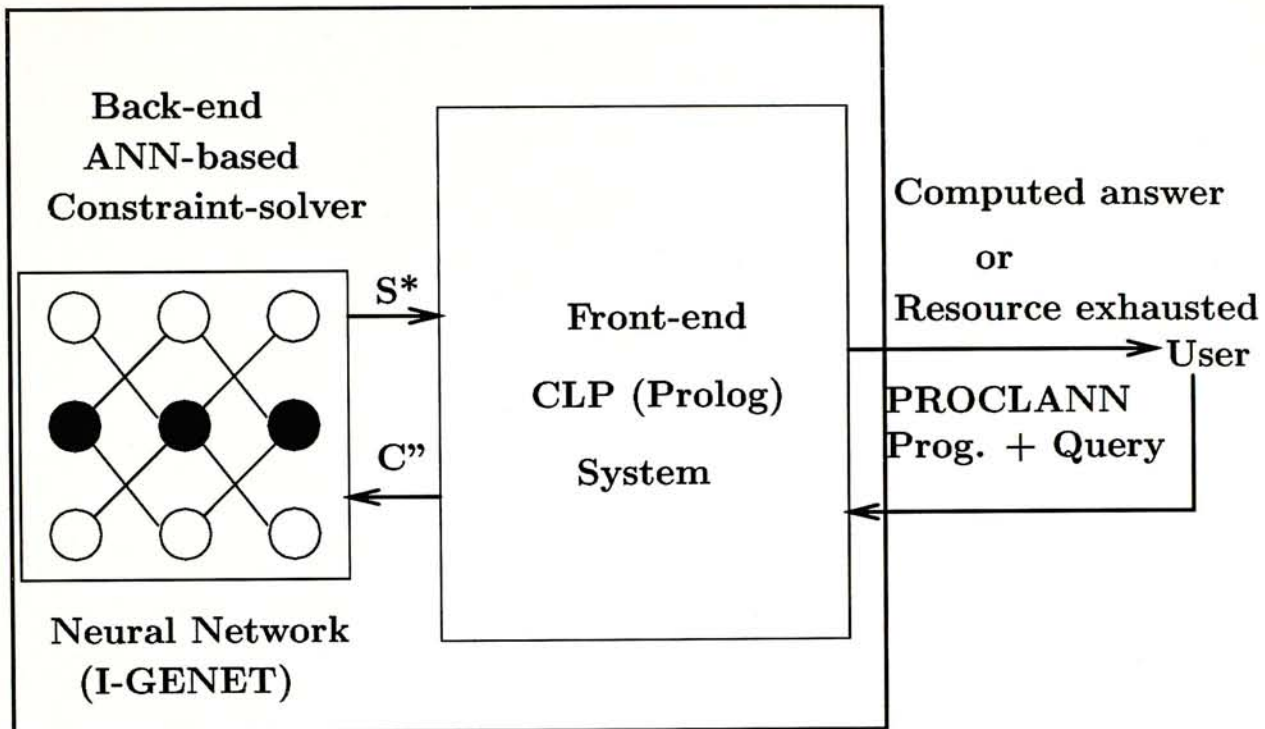 Back-end
ANN-based
Constraint-solver
S*
C”
Neural Network
(I-GENET)
Front-end
CLP (Prolog)
System
Computed answer
or
Resource exhausted
User
PROCLANN
Prog. + Query